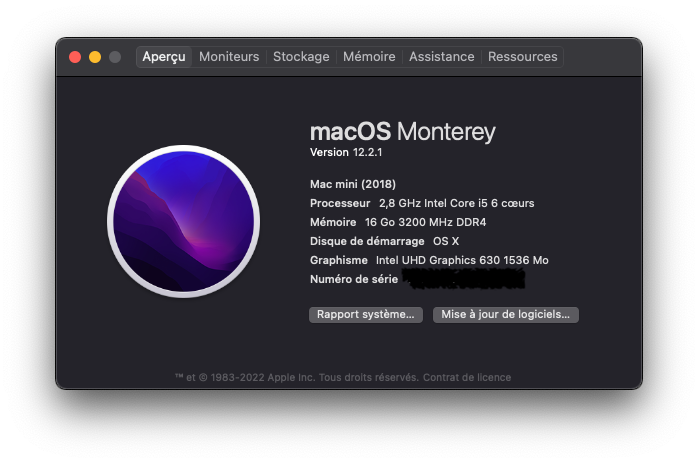 Aperçu Moniteurs Stockage Mémoire Assistance Ressources
macOS Monterey
Version 12.2.1
Mac mini (2018)
Processeur 2,8 GHz Intel Core i5 6 cœurs
Mémoire 16 Go 3200 MHz DDR4
Disque de démarrage OS X
Graphisme Intel UHD Graphics 630 1536 Mo
Numéro de série
Rapport système... Mise à jour de logiciels...
™ et © 1983-2022 Apple Inc. Tous droits réservés. Contrat de licence